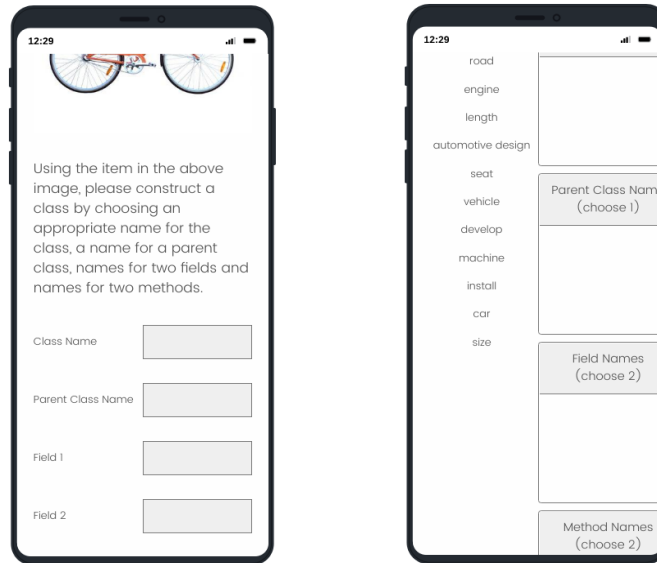 12:29
Using the item in the above
image, please construct a
class by choosing an
appropriate name for the
class, a name for a parent
class, names for two fields and
names for two methods.
Class Name
Parent Class Name
Field 1
Field 2
12:29
road
engine
length
automotive design
seat
vehicle
develop
machine
install
car
size
Parent Class Nam
(choose 1)
Field Names
(choose 2)
Method Names
(choose 2)